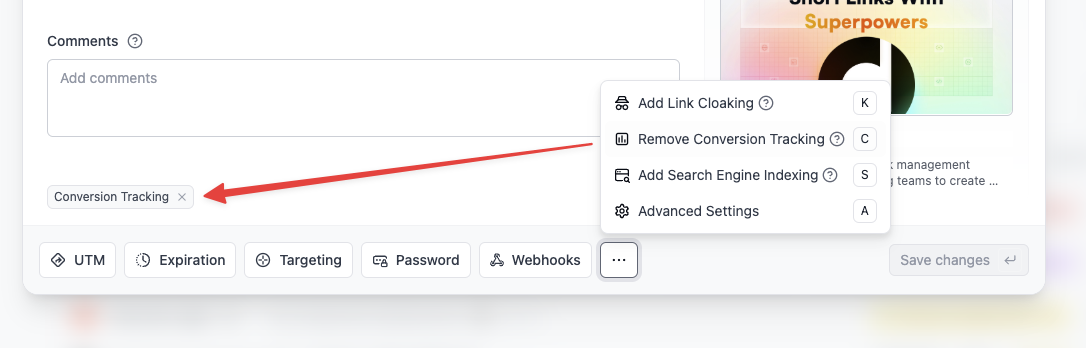 Short Links With
Superpowers
Comments
Add comments
Add Link Cloaking K
Remove Conversion Tracking C
management
Add Search Engine Indexing S
teams to create ...
Conversion Tracking
Advanced Settings A
UTM
Expiration
Targeting
Password
Webhooks
...
Save changes